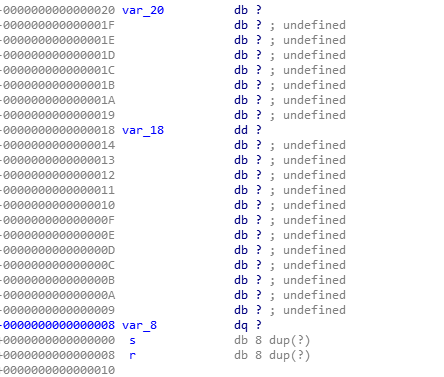 -0000000000000020 var_20 db ?
-000000000000001F db ? ; undefined
-000000000000001E db ? ; undefined
-000000000000001D db ? ; undefined
-000000000000001C db ? ; undefined
-000000000000001B db ? ; undefined
-000000000000001A db ? ; undefined
-0000000000000019 db ? ; undefined
-0000000000000018 var_18 dd ?
-0000000000000014 db ? ; undefined
-0000000000000013 db ? ; undefined
-0000000000000012 db ? ; undefined
-0000000000000011 db ? ; undefined
-0000000000000010 db ? ; undefined
-000000000000000F db ? ; undefined
-000000000000000E db ? ; undefined
-000000000000000D db ? ; undefined
-000000000000000C db ? ; undefined
-000000000000000B db ? ; undefined
-000000000000000A db ? ; undefined
-0000000000000009 db ? ; undefined
-0000000000000008 var_8 dq ?
+0000000000000000 s db 8 dup(?)
+0000000000000008 r db 8 dup(?)
+0000000000000010